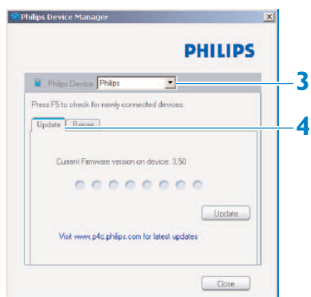 Philips Device Manager
PHILIPS
Philips Device Philips
3
Press F5 to check for newly connected devices.
Update Repair
4
Current Firmware version on device: 3.50
Update
Visit www.p4c.philips.com for latest updates
Close